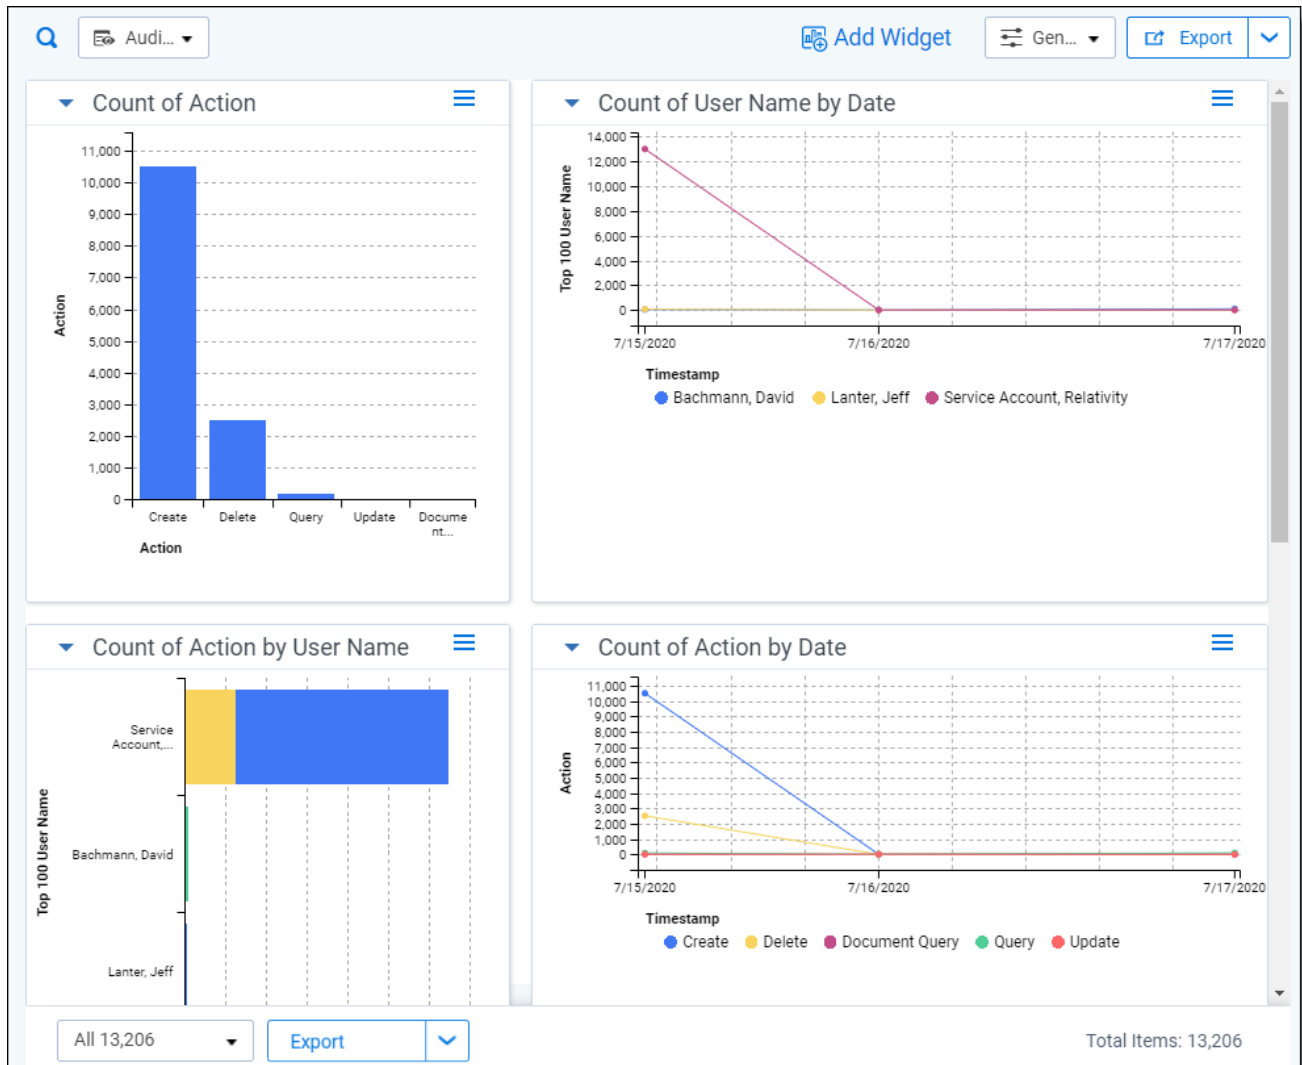 Audi...
Add Widget
Gen...
Export
Count of Action
11,000
10,000
9,000
8,000
7,000
6,000
5,000
4,000
3,000
2,000
1,000
0
Action
Create Delete Query Update Docume
nt...
Action
Count of User Name by Date
14,000
12,000
10,000
8,000
6,000
4,000
2,000
0
Top 100 User Name
7/15/2020 7/16/2020 7/17/2020
Timestamp
Bachmann, David Lanter, Jeff Service Account, Relativity
Count of Action by User Name
Service
Account,...
Bachmann, David
Lanter, Jeff
Top 100 User Name
Count of Action by Date
11,000
10,000
9,000
8,000
7,000
6,000
5,000
4,000
3,000
2,000
1,000
0
Action
7/15/2020 7/16/2020 7/17/2020
Timestamp
Create Delete Document Query Query Update
All 13,206
Export
Total Items: 13,206